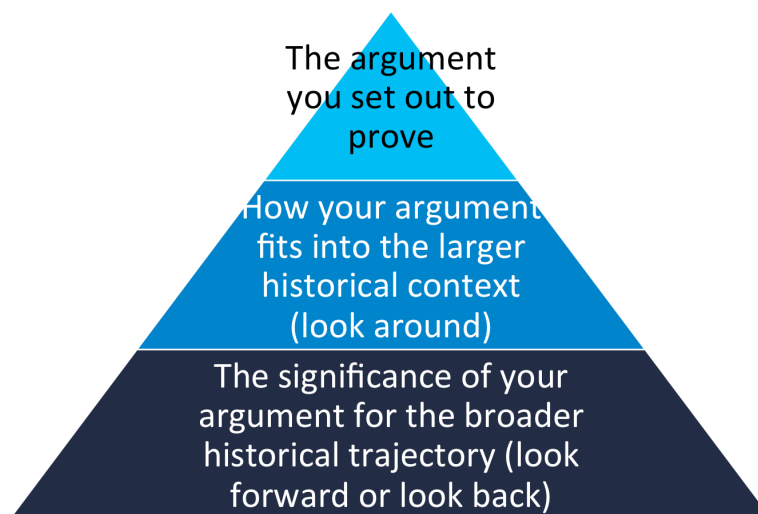 The argument
you set out to
prove
How your argument
fits into the larger
historical context
(look around)
The significance of your
argument for the broader
historical trajectory (look
forward or look back)